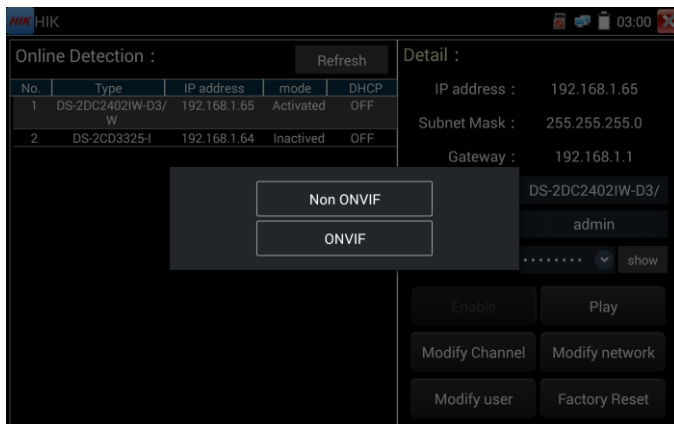 HIK HIK 03:00
Online Detection :
Refresh
No. Type IP address mode DHCP
1 DS-2DC2402IW-D3/ 192.168.1.65 Activated OFF
W
2 DS-2CD3325-I 192.168.1.64 Inactived OFF
Non ONVIF
ONVIF
Detail :
IP address : 192.168.1.65
Subnet Mask : 255.255.255.0
Gateway : 192.168.1.1
DS-2DC2402IW-D3/
admin
········ show
Enable Play
Modify Channel Modify network
Modify user Factory Reset